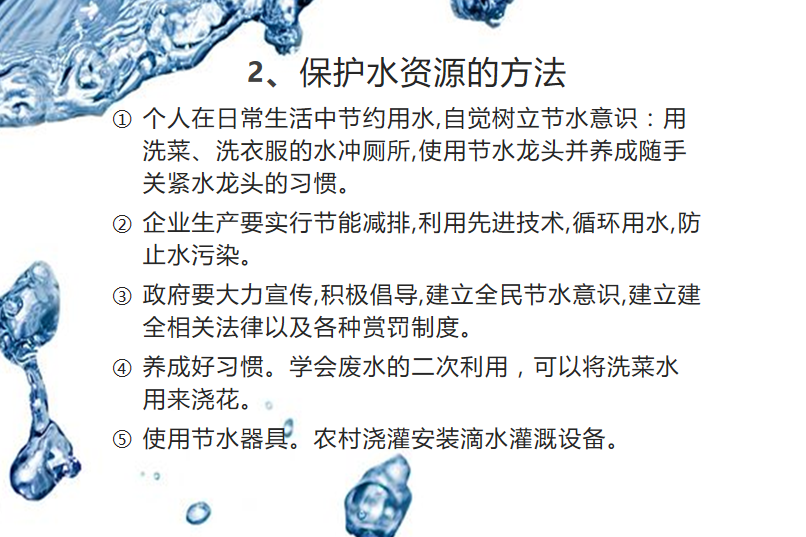 2、保护水资源的方法
① 个人在日常生活中节约用水,自觉树立节水意识：用
洗菜、洗衣服的水冲厕所,使用节水龙头并养成随手
关紧水龙头的习惯。
② 企业生产要实行节能减排,利用先进技术,循环用水,防
止水污染。
③ 政府要大力宣传,积极倡导,建立全民节水意识,建立建
全相关法律以及各种赏罚制度。
④ 养成好习惯。学会废水的二次利用，可以将洗菜水
用来浇花。
⑤ 使用节水器具。农村浇灌安装滴水灌溉设备。